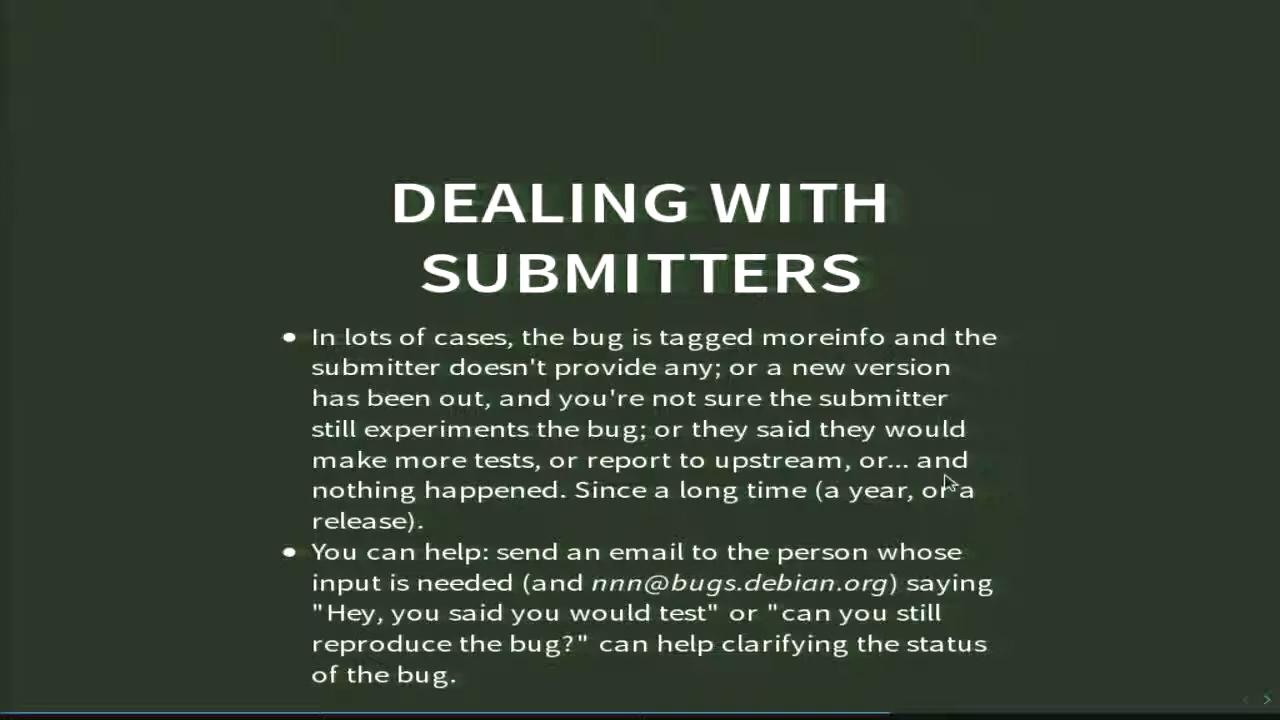 DEALING WITH
SUBMITTERS
• In lots of cases, the bug is tagged moreinfo and the
submitter doesn't provide any; or a new version
has been out, and you're not sure the submitter
still experiments the bug; or they said they would
make more tests, or report to upstream, or... and
nothing happened. Since a long time (a year, or a
release).
• You can help: send an email to the person whose
input is needed (and nnn@bugs.debian.org) saying
"Hey, you said you would test" or "can you still
reproduce the bug?" can help clarifying the status
of the bug.